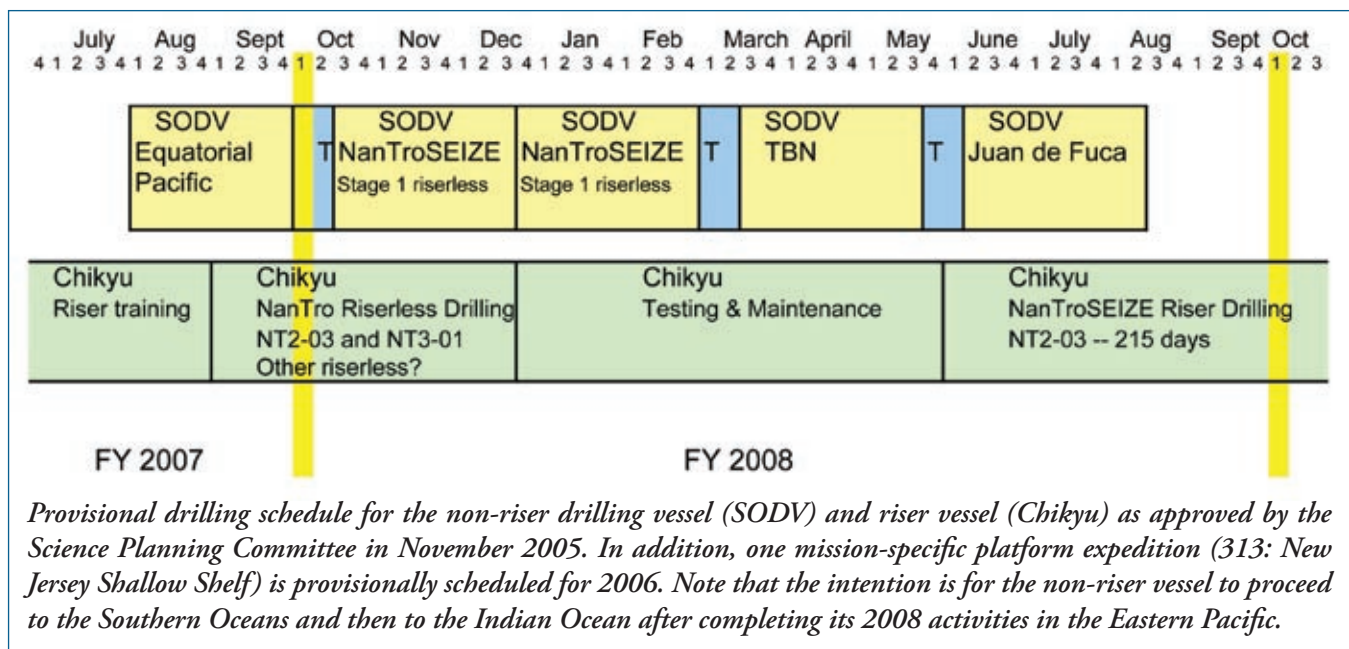 July Aug Sept Oct Nov Dec Jan Feb March April May June July Aug Sept Oct
4 1 2 3 4 1 2 3 4 1 2 3 4 1 2 3 4 1 2 3 4 1 2 3 4 1 2 3 4 1 2 3 4 1 2 3 4 1 2 3 4 1 2 3 4 1 2 3 4 1 2 3 4 1 2 3 4 1 2 3 4 1 2 3
SODV
Equatorial
Pacific
T
SODV
NanTroSEIZE
Stage 1 riserless
SODV
NanTroSEIZE
Stage 1 riserless
T
SODV
TBN
T
SODV
Juan de Fuca
Chikyu
Riser training
Chikyu
NanTro Riserless Drilling
NT2-03 and NT3-01
Other riserless?
Chikyu
Testing & Maintenance
Chikyu
NanTroSEIZE Riser Drilling
NT2-03 -- 215 days
FY 2007
FY 2008
Provisional drilling schedule for the non-riser drilling vessel (SODV) and riser vessel (Chikyu) as approved by the
Science Planning Committee in November 2005. In addition, one mission-specific platform expedition (313: New
Jersey Shallow Shelf) is provisionally scheduled for 2006. Note that the intention is for the non-riser vessel to proceed
to the Southern Oceans and then to the Indian Ocean after completing its 2008 activities in the Eastern Pacific.